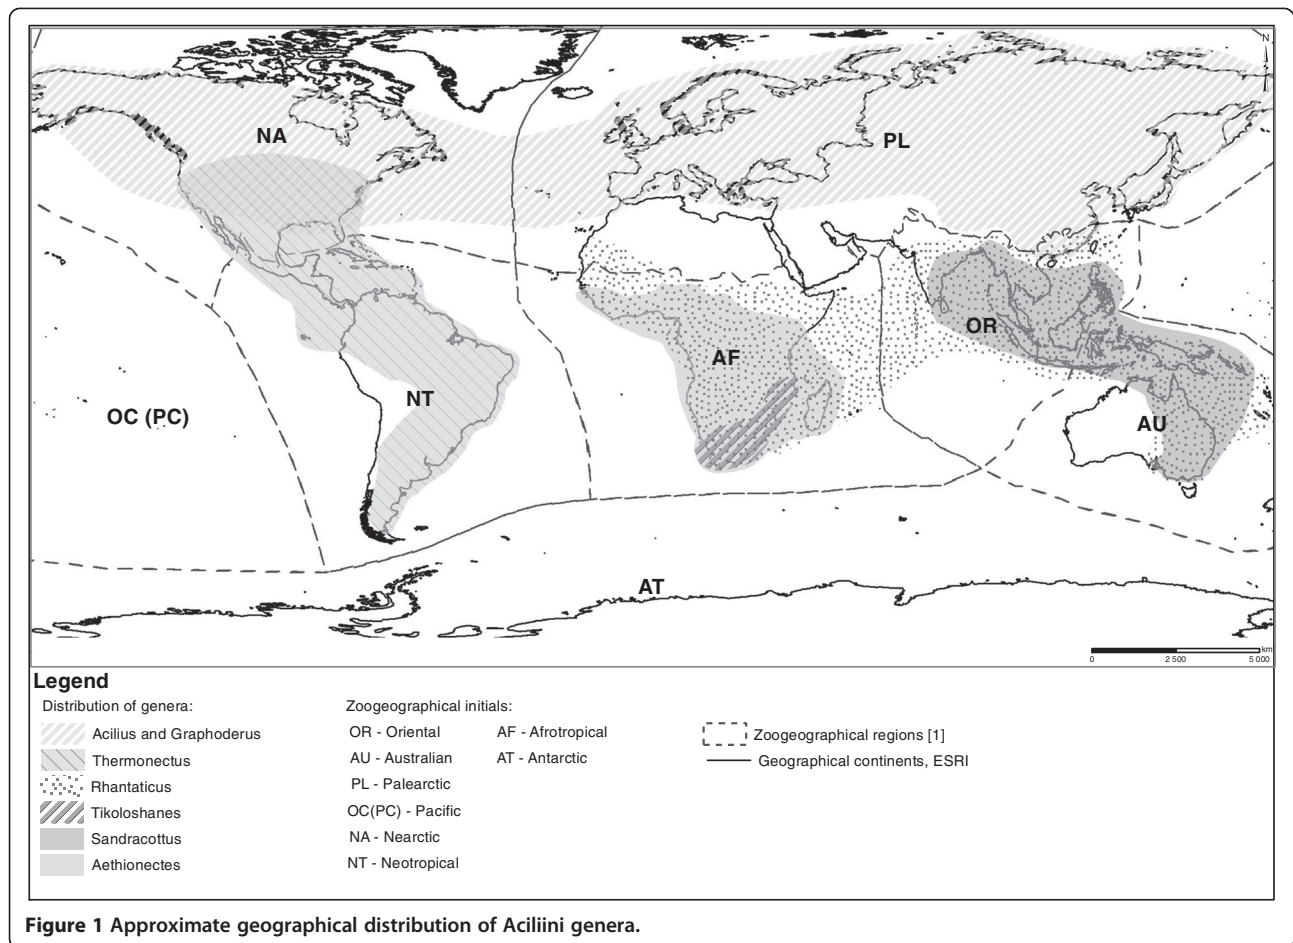 N
NA
PL
OR
AF
NT
OC (PC)
AU
AT
km
0 2 500 5 000
Legend
Distribution of genera:
Acilius and Graphoderus
Thermonectus
Rhantaticus
Tikoloshanes
Sandracottus
Aethionectes
Zoogeographical initials:
OR - Oriental
AU - Australian
PL - Palearctic
OC(PC) - Pacific
NA - Nearctic
NT - Neotropical
AF - Afrotropical
AT - Antarctic
Zoogeographical regions [1]
Geographical continents, ESRI
Figure 1 Approximate geographical distribution of Aciliini genera.